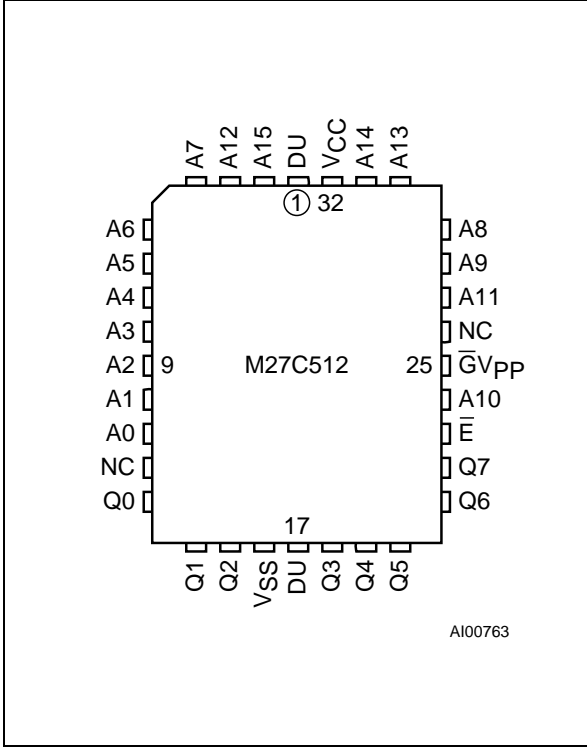 A7 A12 A15 DU VCC A14 A13
1 32
A6 A8
A5 A9
A4 A11
A3 NC
A2 9 M27C512 25 G̅VPP
A1 A10
A0 E̅
NC Q7
Q0 Q6
17
Q1 Q2 VSS DU Q3 Q4 Q5
AI00763